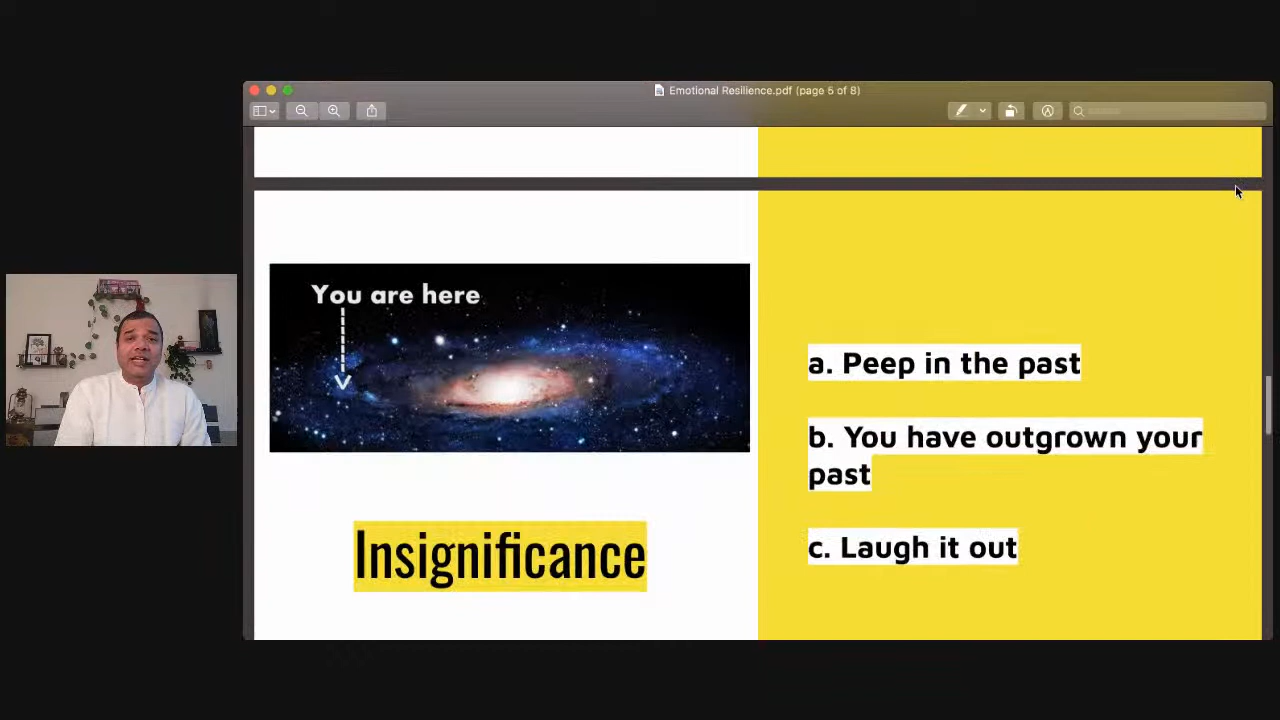 Emotional Resilience.pdf (page 6 of 8)
You are here
Insignificance
a. Peep in the past
b. You have outgrown your
past
c. Laugh it out